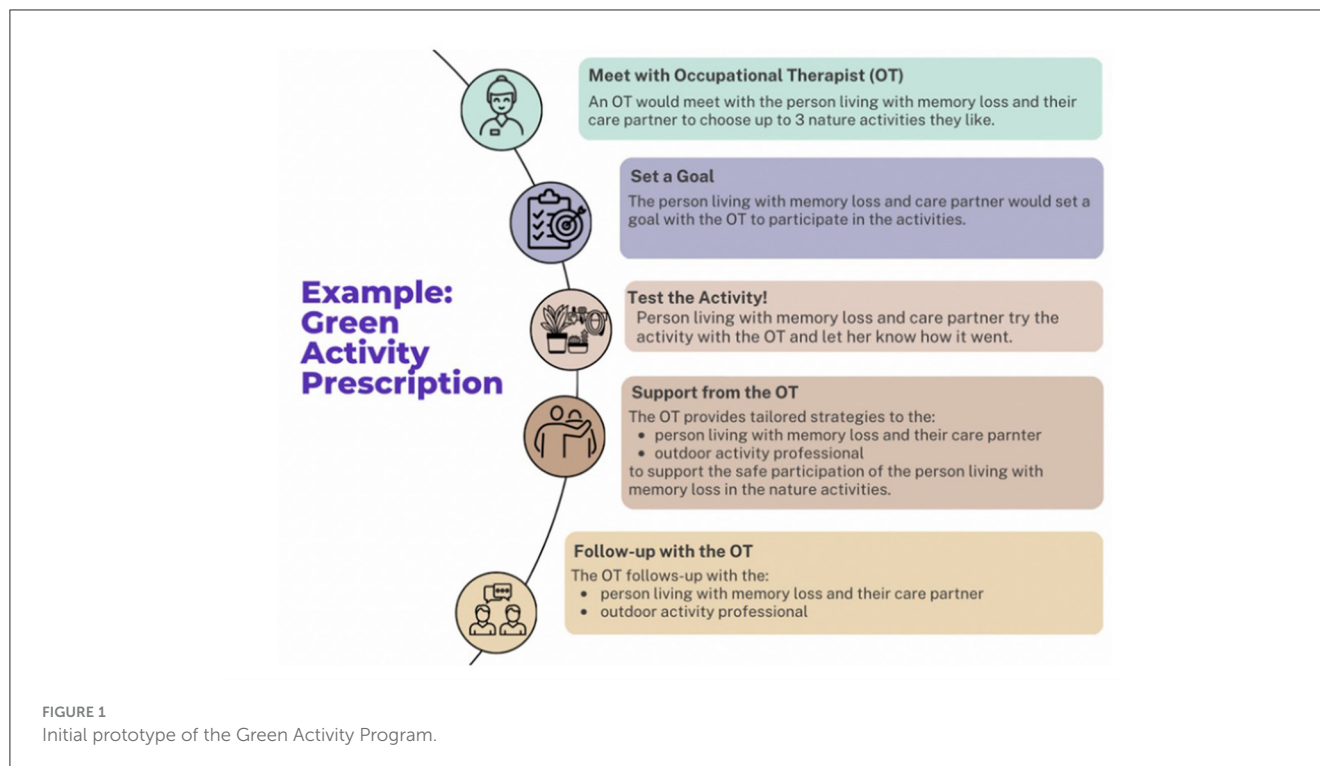 Meet with Occupational Therapist (OT)
An OT would meet with the person living with memory loss and their
care partner to choose up to 3 nature activities they like.
Set a Goal
The person living with memory loss and care partner would set a
goal with the OT to participate in the activities.
Example:
Green
Activity
Prescription
Test the Activity!
Person living with memory loss and care partner try the
activity with the OT and let her know how it went.
Support from the OT
The OT provides tailored strategies to the:
• person living with memory loss and their care parnter
• outdoor activity professional
to support the safe participation of the person living with
memory loss in the nature activities.
Follow-up with the OT
The OT follows-up with the:
• person living with memory loss and their care partner
• outdoor activity professional
FIGURE 1
Initial prototype of the Green Activity Program.